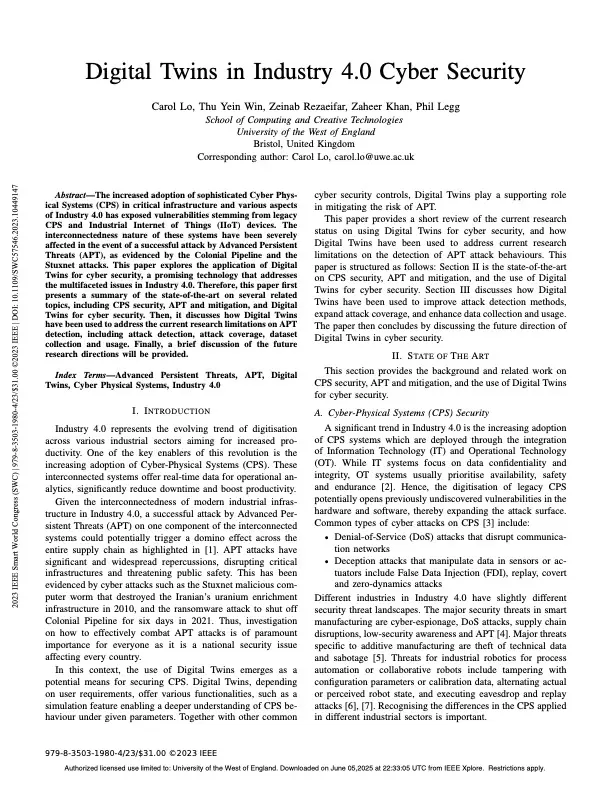 Digital Twins in Industry 4.0 Cyber Security
Carol Lo, Thu Yein Win, Zeinab Rezaeifar, Zaheer Khan, Phil Legg
School of Computing and Creative Technologies
University of the West of England
Bristol, United Kingdom
Corresponding author: Carol Lo, carol.lo@uwe.ac.uk
2023 IEEE Smart World Congress (SWC) | 979-8-3503-1980-4/23/$31.00 ©2023 IEEE | DOI: 10.1109/SWC57546.2023.10449147
Abstract—The increased adoption of sophisticated Cyber Phys-
ical Systems (CPS) in critical infrastructure and various aspects
of Industry 4.0 has exposed vulnerabilities stemming from legacy
CPS and Industrial Internet of Things (IIoT) devices. The
interconnectedness nature of these systems have been severely
affected in the event of a successful attack by Advanced Persistent
Threats (APT), as evidenced by the Colonial Pipeline and the
Stuxnet attacks. This paper explores the application of Digital
Twins for cyber security, a promising technology that addresses
the multifaceted issues in Industry 4.0. Therefore, this paper first
presents a summary of the state-of-the-art on several related
topics, including CPS security, APT and mitigation, and Digital
Twins for cyber security. Then, it discusses how Digital Twins
have been used to address the current research limitations on APT
detection, including attack detection, attack coverage, dataset
collection and usage. Finally, a brief discussion of the future
research directions will be provided.
Index Terms—Advanced Persistent Threats, APT, Digital
Twins, Cyber Physical Systems, Industry 4.0
I. INTRODUCTION
Industry 4.0 represents the evolving trend of digitisation
across various industrial sectors aiming for increased pro-
ductivity. One of the key enablers of this revolution is the
increasing adoption of Cyber-Physical Systems (CPS). These
interconnected systems offer real-time data for operational an-
alytics, significantly reduce downtime and boost productivity.
Given the interconnectedness of modern industrial infras-
tructure in Industry 4.0, a successful attack by Advanced Per-
sistent Threats (APT) on one component of the interconnected
systems could potentially trigger a domino effect across the
entire supply chain as highlighted in [1]. APT attacks have
significant and widespread repercussions, disrupting critical
infrastructures and threatening public safety. This has been
evidenced by cyber attacks such as the Stuxnet malicious com-
puter worm that destroyed the Iranian's uranium enrichment
infrastructure in 2010, and the ransomware attack to shut off
Colonial Pipeline for six days in 2021. Thus, investigation
on how to effectively combat APT attacks is of paramount
importance for everyone as it is a national security issue
affecting every country.
In this context, the use of Digital Twins emerges as a
potential means for securing CPS. Digital Twins, depending
on user requirements, offer various functionalities, such as a
simulation feature enabling a deeper understanding of CPS be-
haviour under given parameters. Together with other common
cyber security controls, Digital Twins play a supporting role
in mitigating the risk of APT.
This paper provides a short review of the current research
status on using Digital Twins for cyber security, and how
Digital Twins have been used to address current research
limitations on the detection of APT attack behaviours. This
paper is structured as follows: Section II is the state-of-the-art
on CPS security, APT and mitigation, and the use of Digital
Twins for cyber security. Section III discusses how Digital
Twins have been used to improve attack detection methods,
expand attack coverage, and enhance data collection and usage.
The paper then concludes by discussing the future direction of
Digital Twins in cyber security.
II. STATE OF THE ART
This section provides the background and related work on
CPS security, APT and mitigation, and the use of Digital Twins
for cyber security.
A. Cyber-Physical Systems (CPS) Security
A significant trend in Industry 4.0 is the increasing adoption
of CPS systems which are deployed through the integration
of Information Technology (IT) and Operational Technology
(OT). While IT systems focus on data confidentiality and
integrity, OT systems usually prioritise availability, safety
and endurance [2]. Hence, the digitisation of legacy CPS
potentially opens previously undiscovered vulnerabilities in the
hardware and software, thereby expanding the attack surface.
Common types of cyber attacks on CPS [3] include:
• Denial-of-Service (DoS) attacks that disrupt communica-
tion networks
• Deception attacks that manipulate data in sensors or ac-
tuators include False Data Injection (FDI), replay, covert
and zero-dynamics attacks
Different industries in Industry 4.0 have slightly different
security threat landscapes. The major security threats in smart
manufacturing are cyber-espionage, DoS attacks, supply chain
disruptions, low-security awareness and APT [4]. Major threats
specific to additive manufacturing are theft of technical data
and sabotage [5]. Threats for industrial robotics for process
automation or collaborative robots include tampering with
configuration parameters or calibration data, alternating actual
or perceived robot state, and executing eavesdrop and replay
attacks [6], [7]. Recognising the differences in the CPS applied
in different industrial sectors is important.
979-8-3503-1980-4/23/$31.00 ©2023 IEEE
Authorized licensed use limited to: University of the West of England. Downloaded on June 05,2025 at 22:33:05 UTC from IEEE Xplore. Restrictions apply.